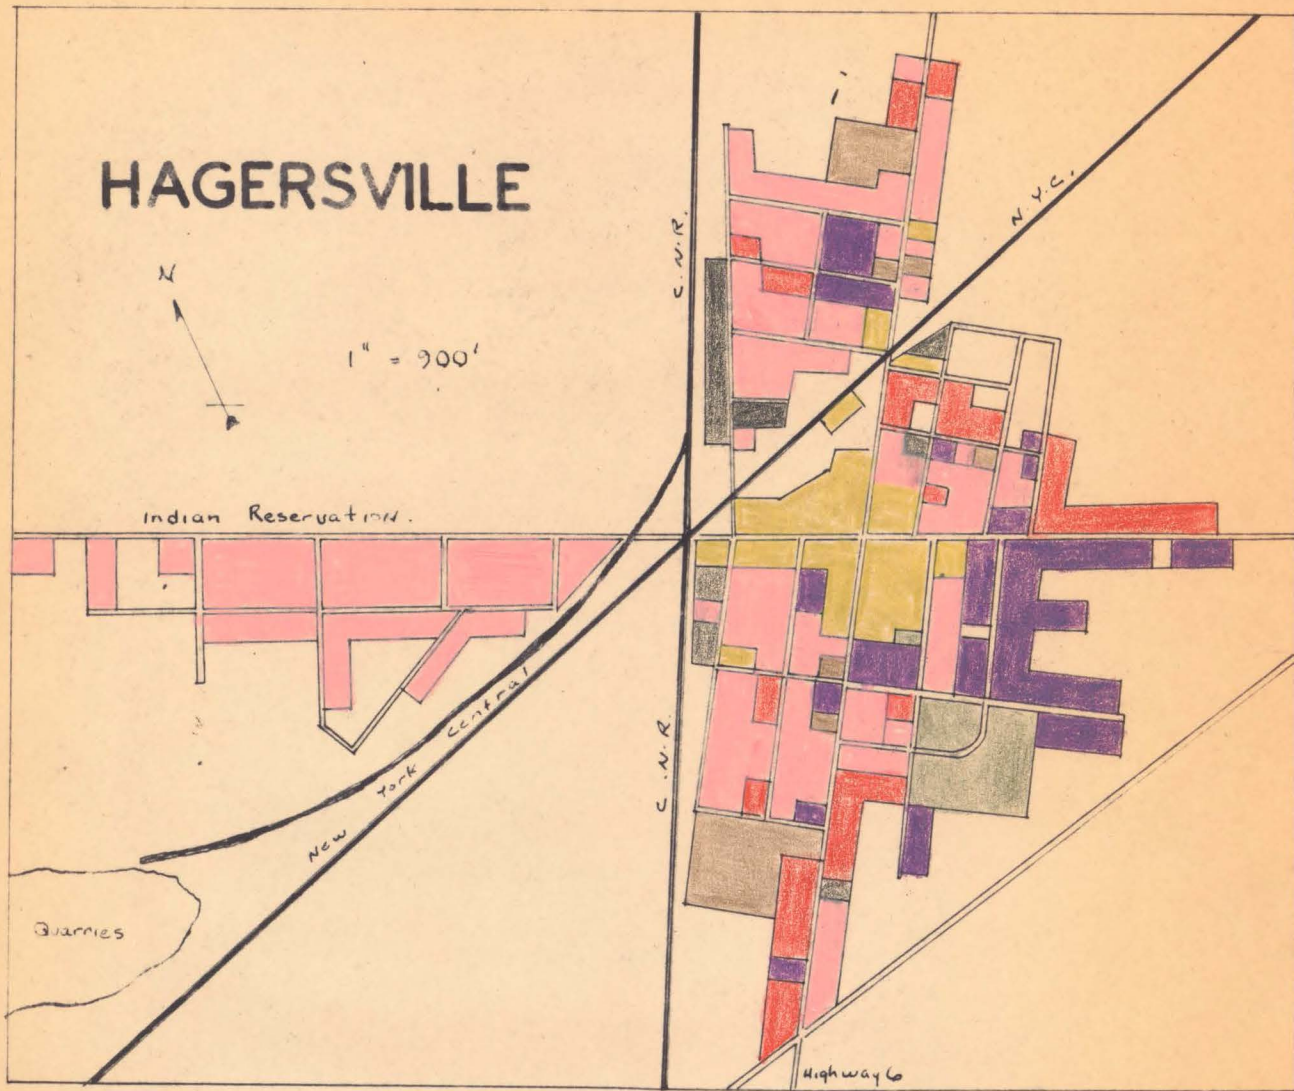 HAGERSVILLE
N
1" = 900'
C.N.R.
N.Y.C.
Indian Reservation.
New York Central
C.N.R.
Quarries
Highway 6